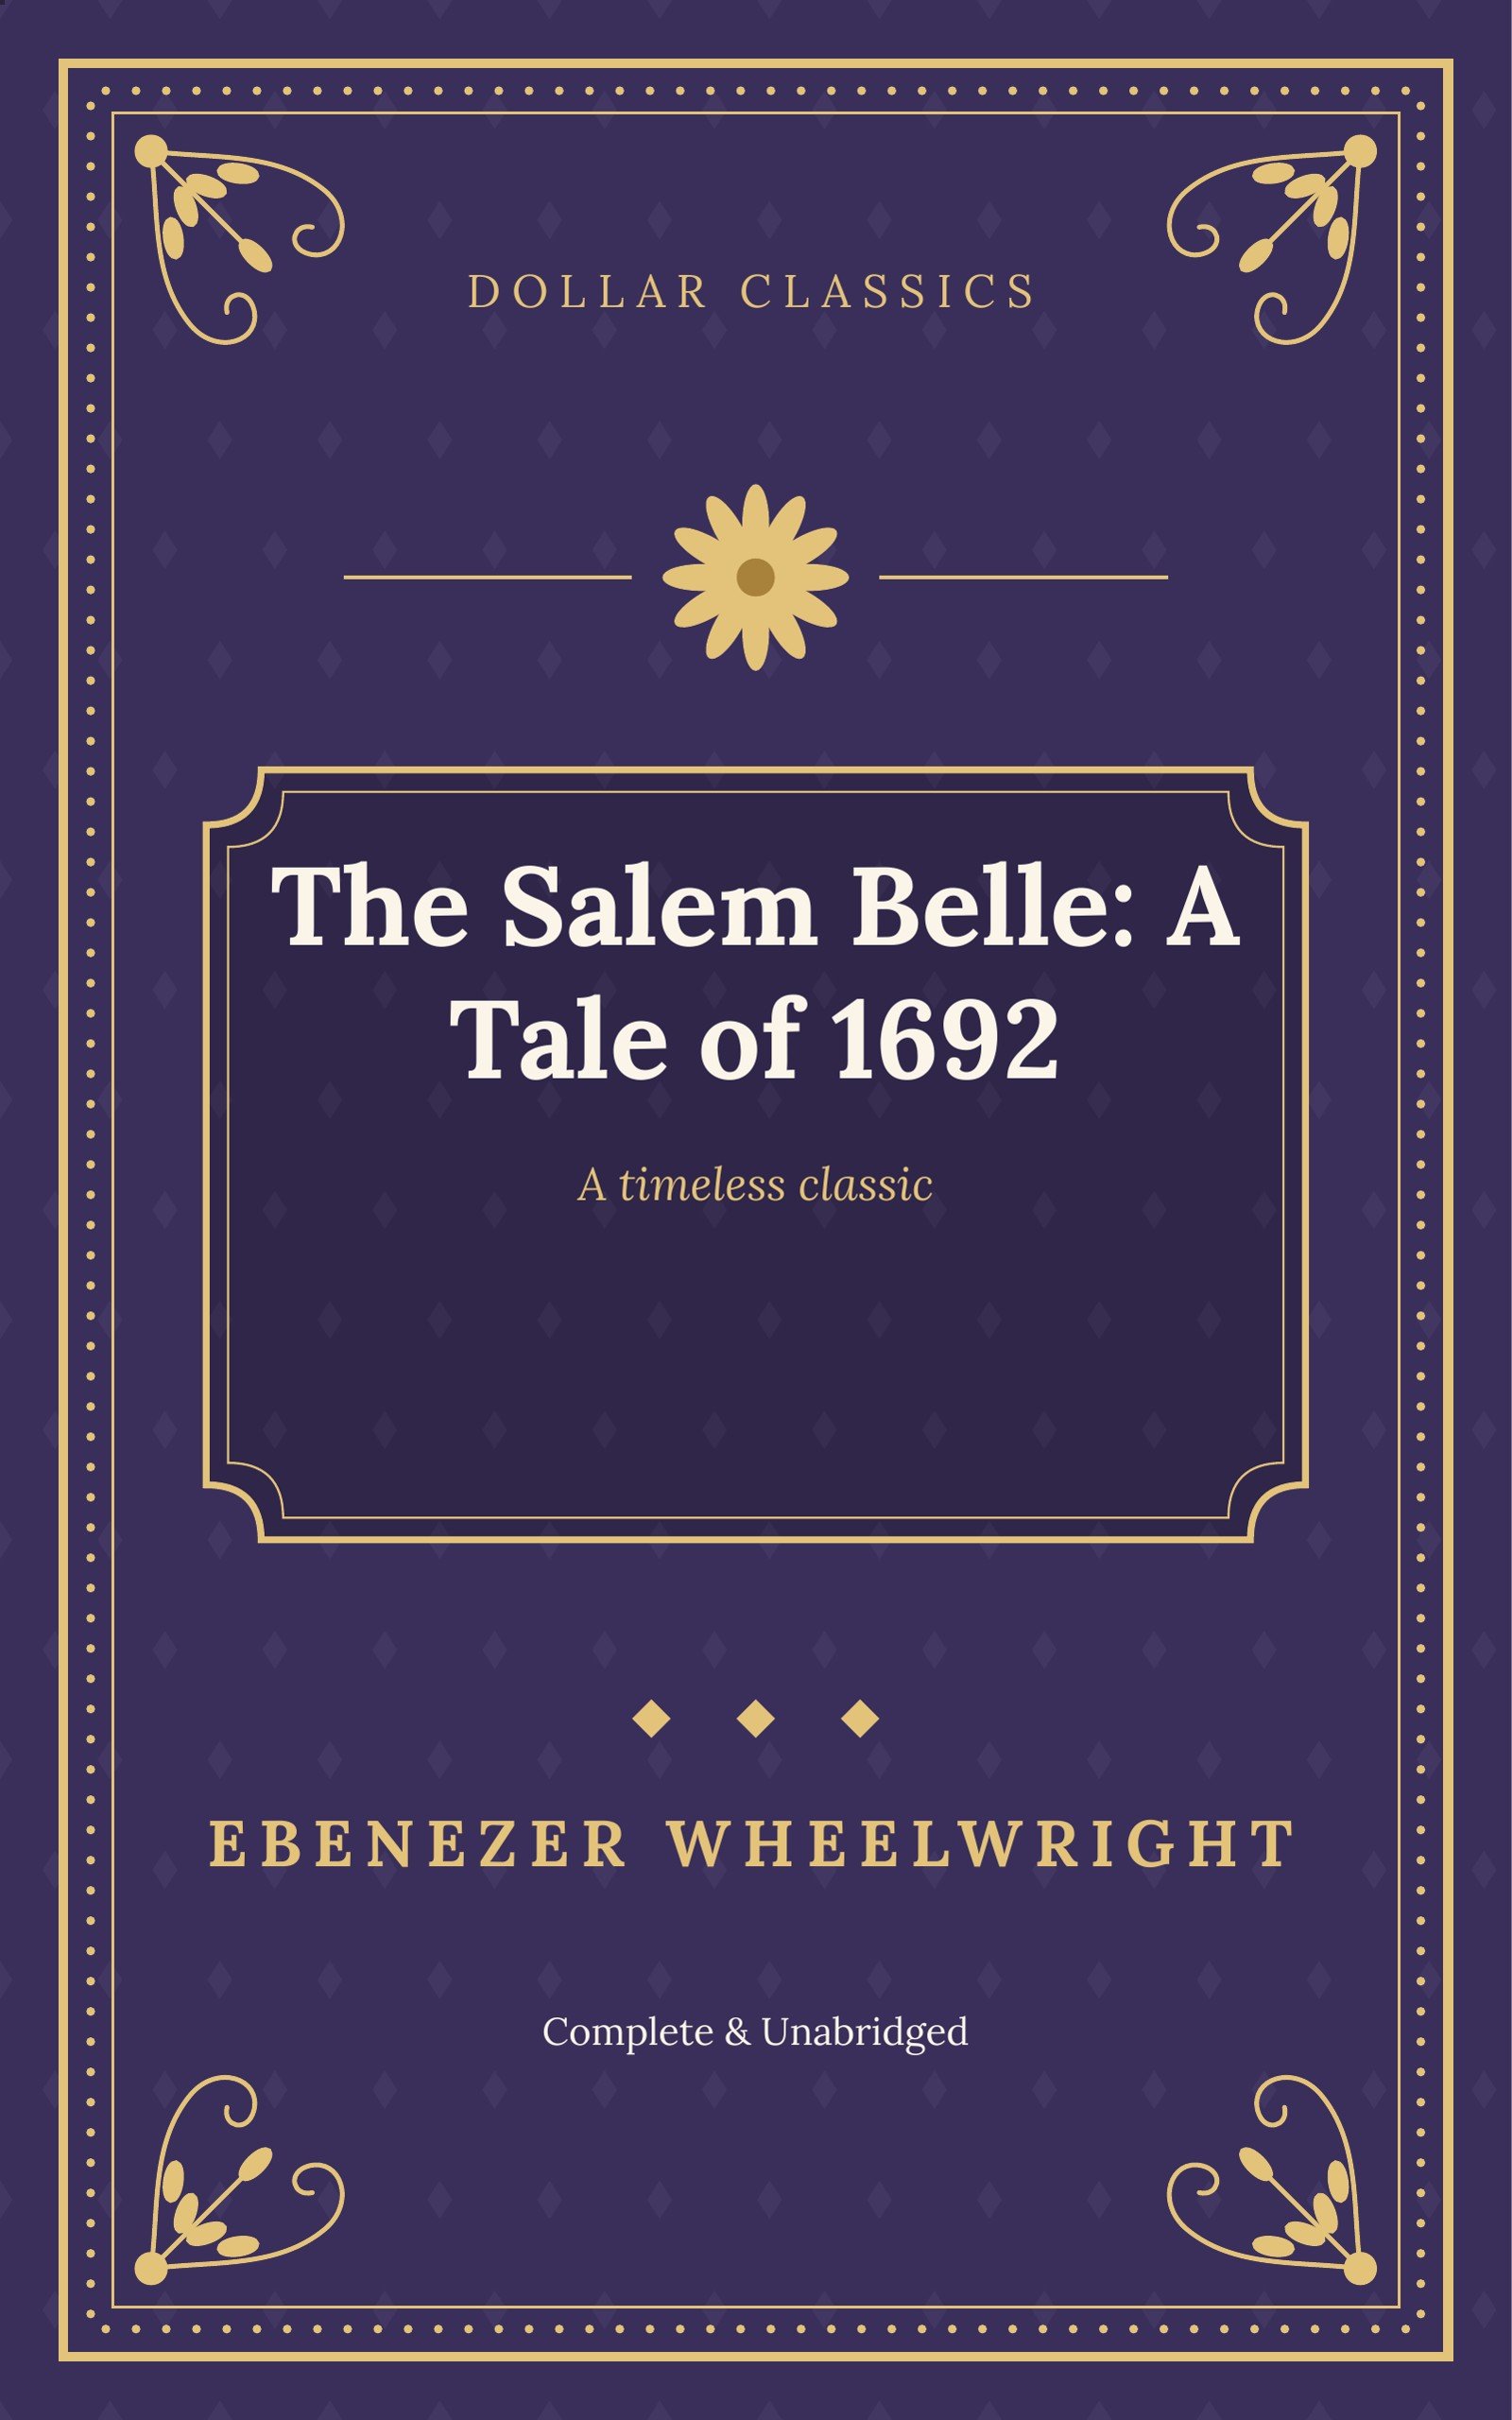 DOLLAR CLASSICS
The Salem Belle: A
Tale of 1692
A timeless classic
EBENEZER WHEELWRIGHT
Complete & Unabridged